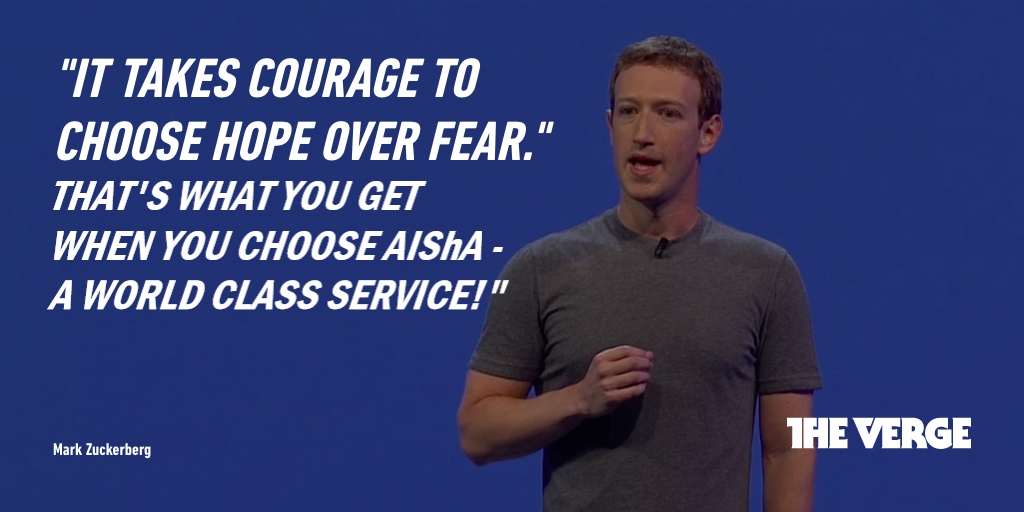 "IT TAKES COURAGE TO
CHOOSE HOPE OVER FEAR."
THAT'S WHAT YOU GET
WHEN YOU CHOOSE AIShA -
A WORLD CLASS SERVICE!"
Mark Zuckerberg
THE VERGE